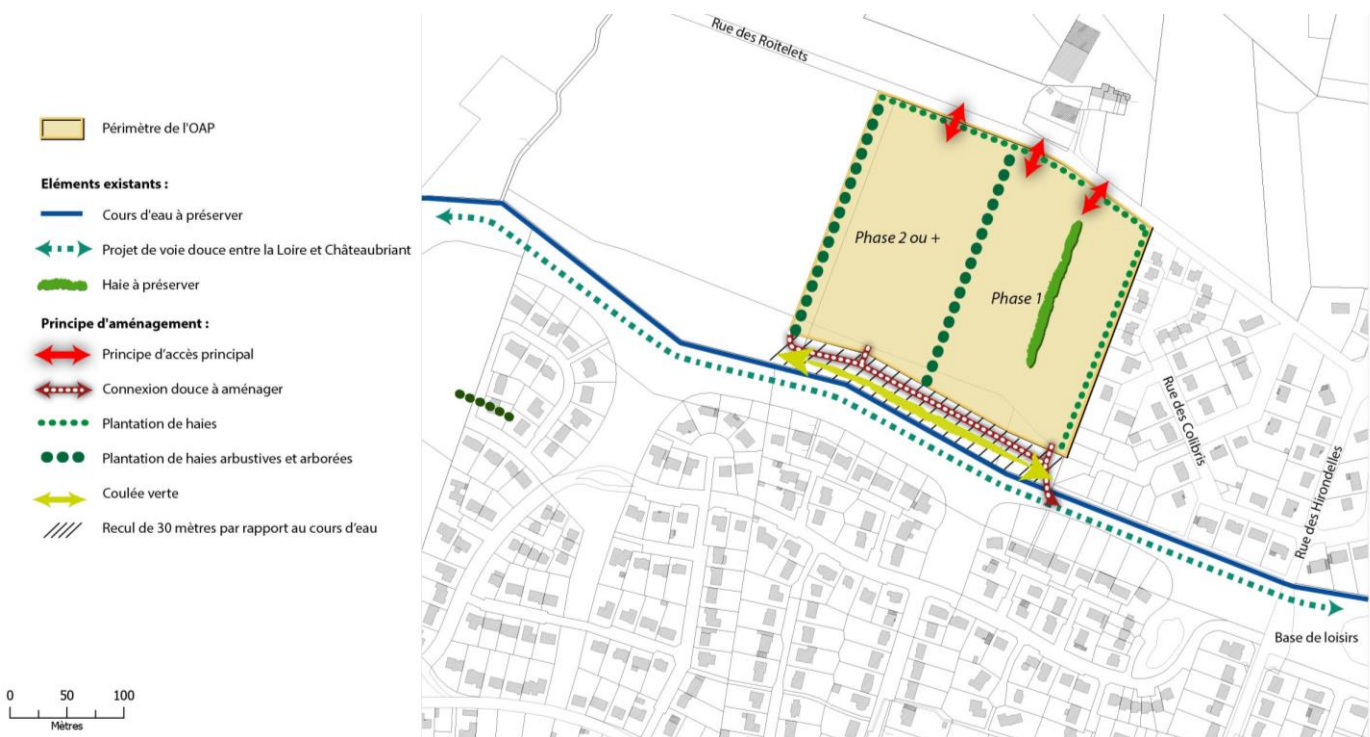 Périmètre de l'OAP
Eléments existants :
Cours d'eau à préserver
Projet de voie douce entre la Loire et Châteaubriant
Haie à préserver
Principe d'aménagement :
Principe d'accès principal
Connexion douce à aménager
Plantation de haies
Plantation de haies arbustives et arborées
Coulée verte
Recul de 30 mètres par rapport au cours d'eau
0 50 100
Mètres
Rue des Roitelets
Phase 2 ou +
Phase 1
Rue des Colibris
Rue des Hirondelles
Base de loisirs